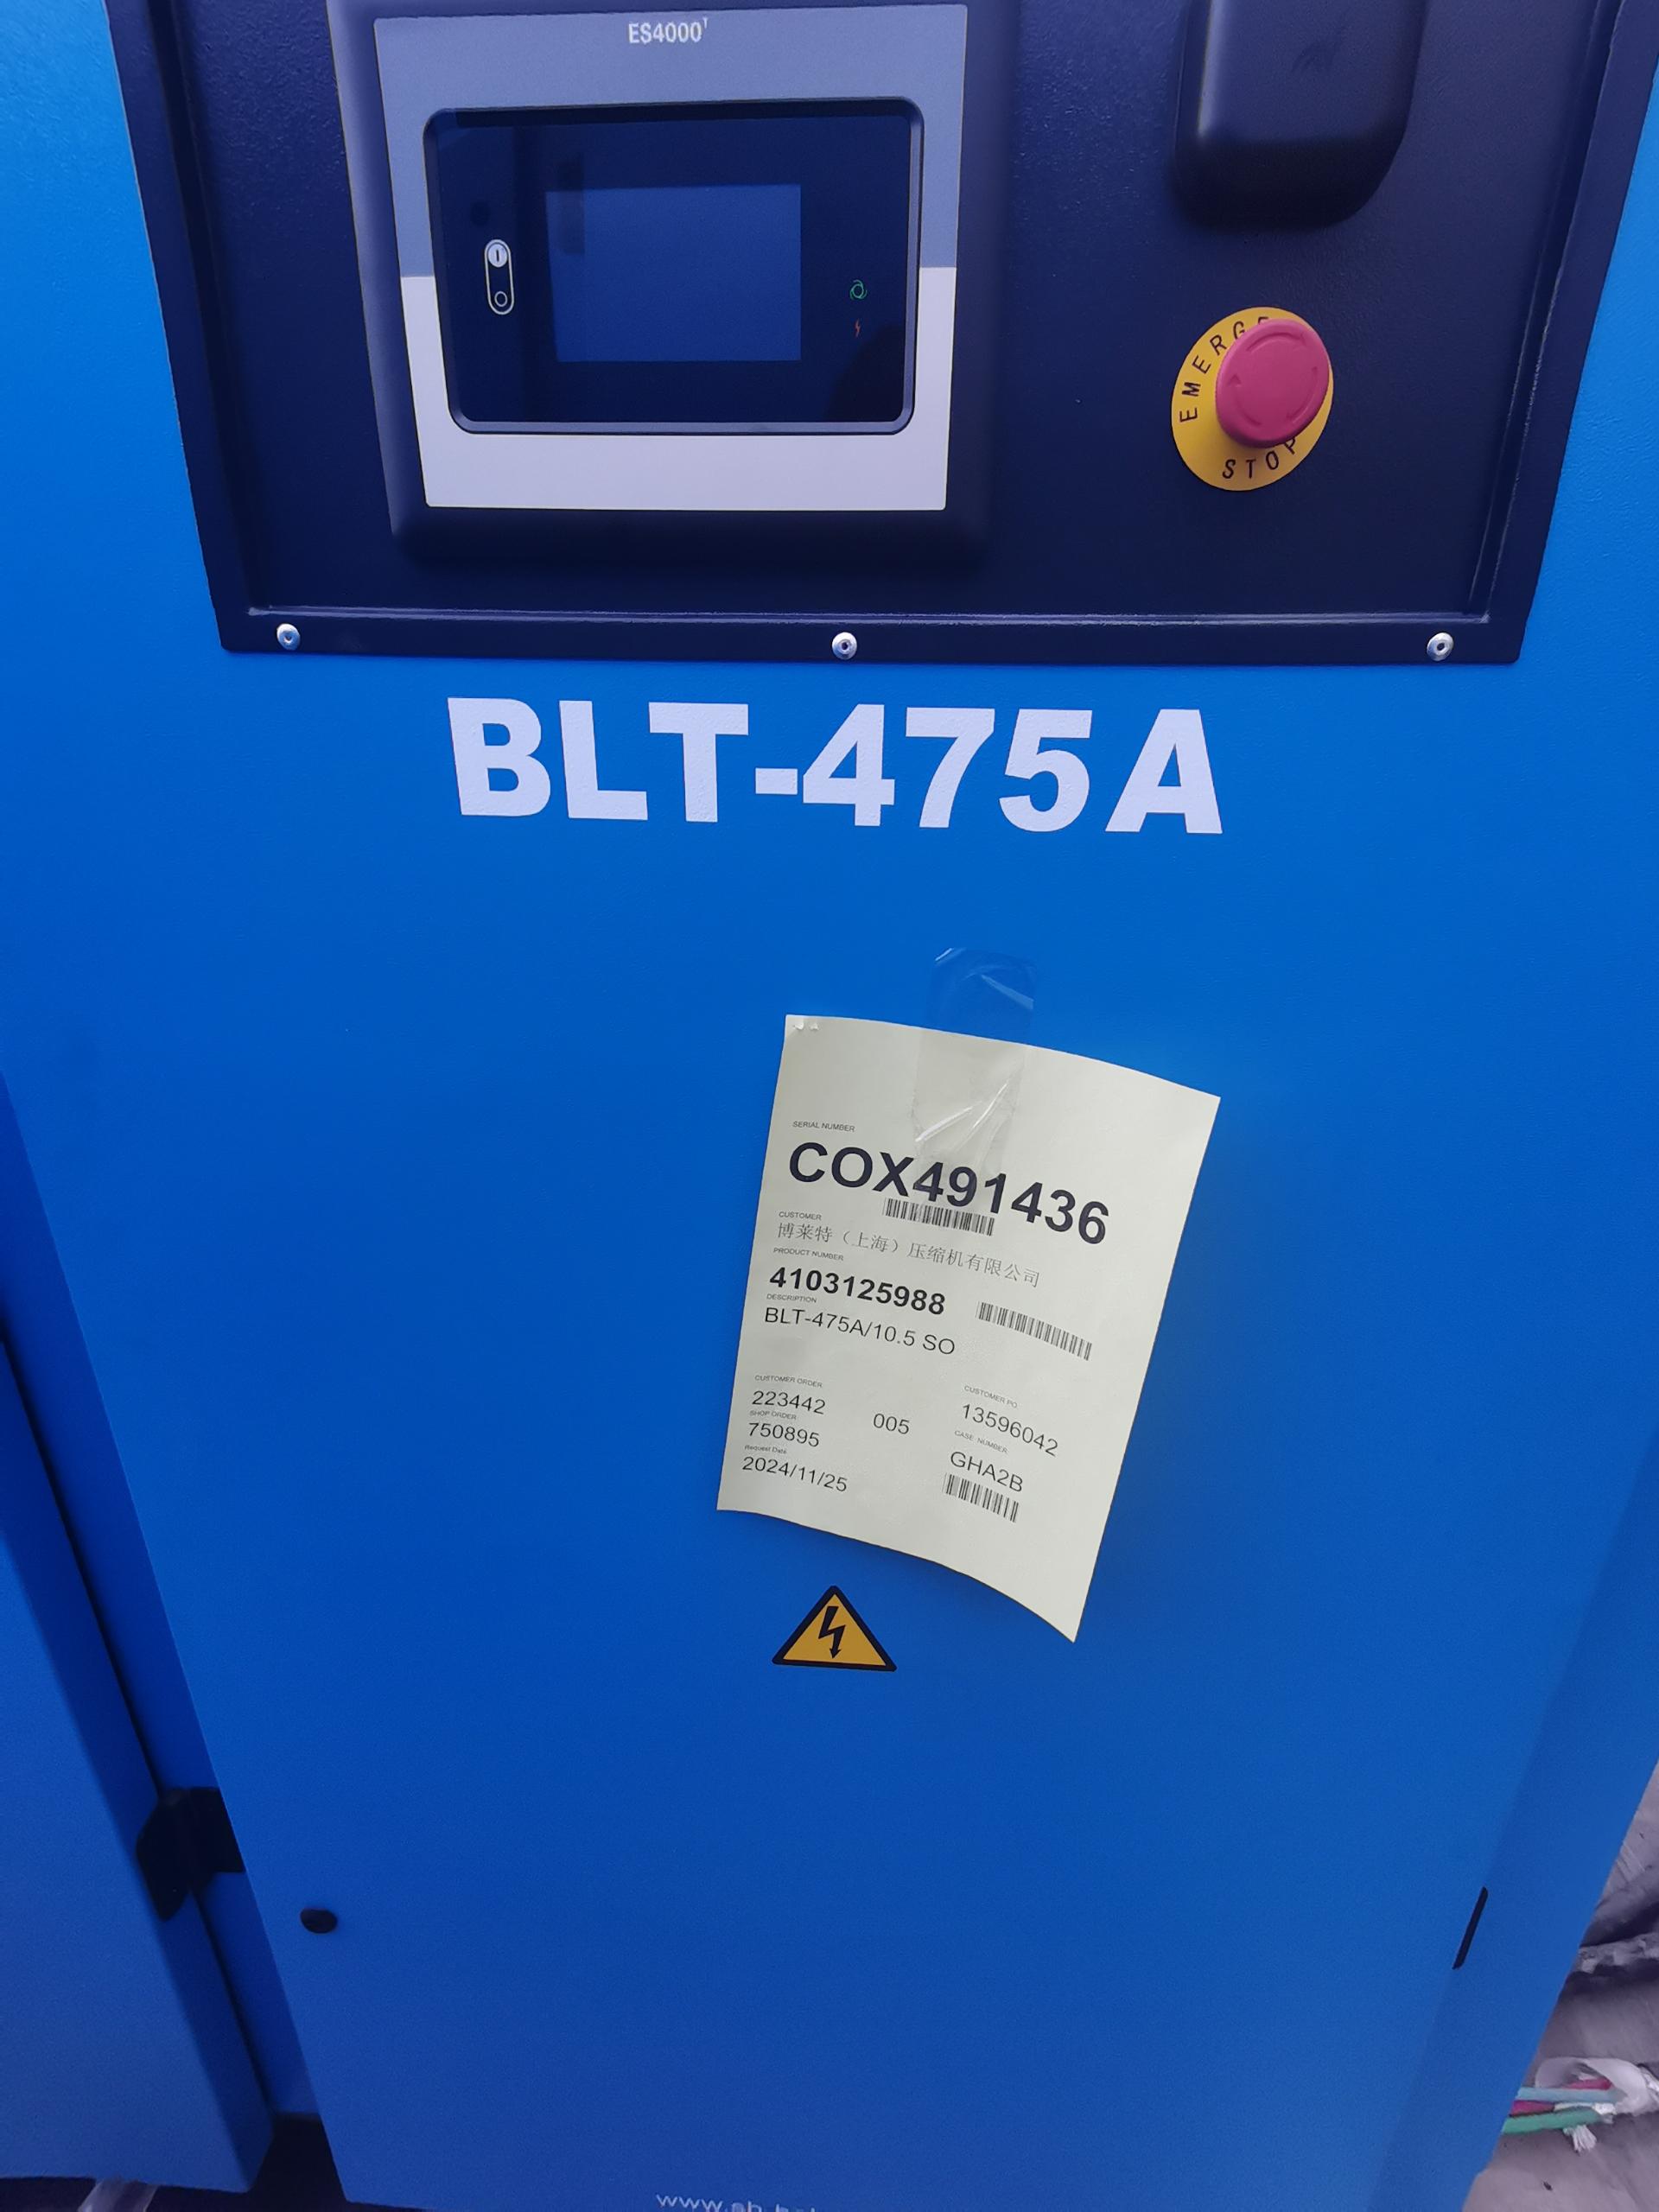 ES4000T
EMERGE
STOP
BLT-475A
SERIAL NUMBER
COX491436
CUSTOMER
博莱特（上海）压缩机有限公司
PRODUCT NUMBER
4103125988
DESCRIPTION
BLT-475A/10.5 SO
CUSTOMER ORDER
CUSTOMER PO
223442
005
13596042
SHOP ORDER
CASE NUMBER
750895
GHA2B
Request Date
2024/11/25